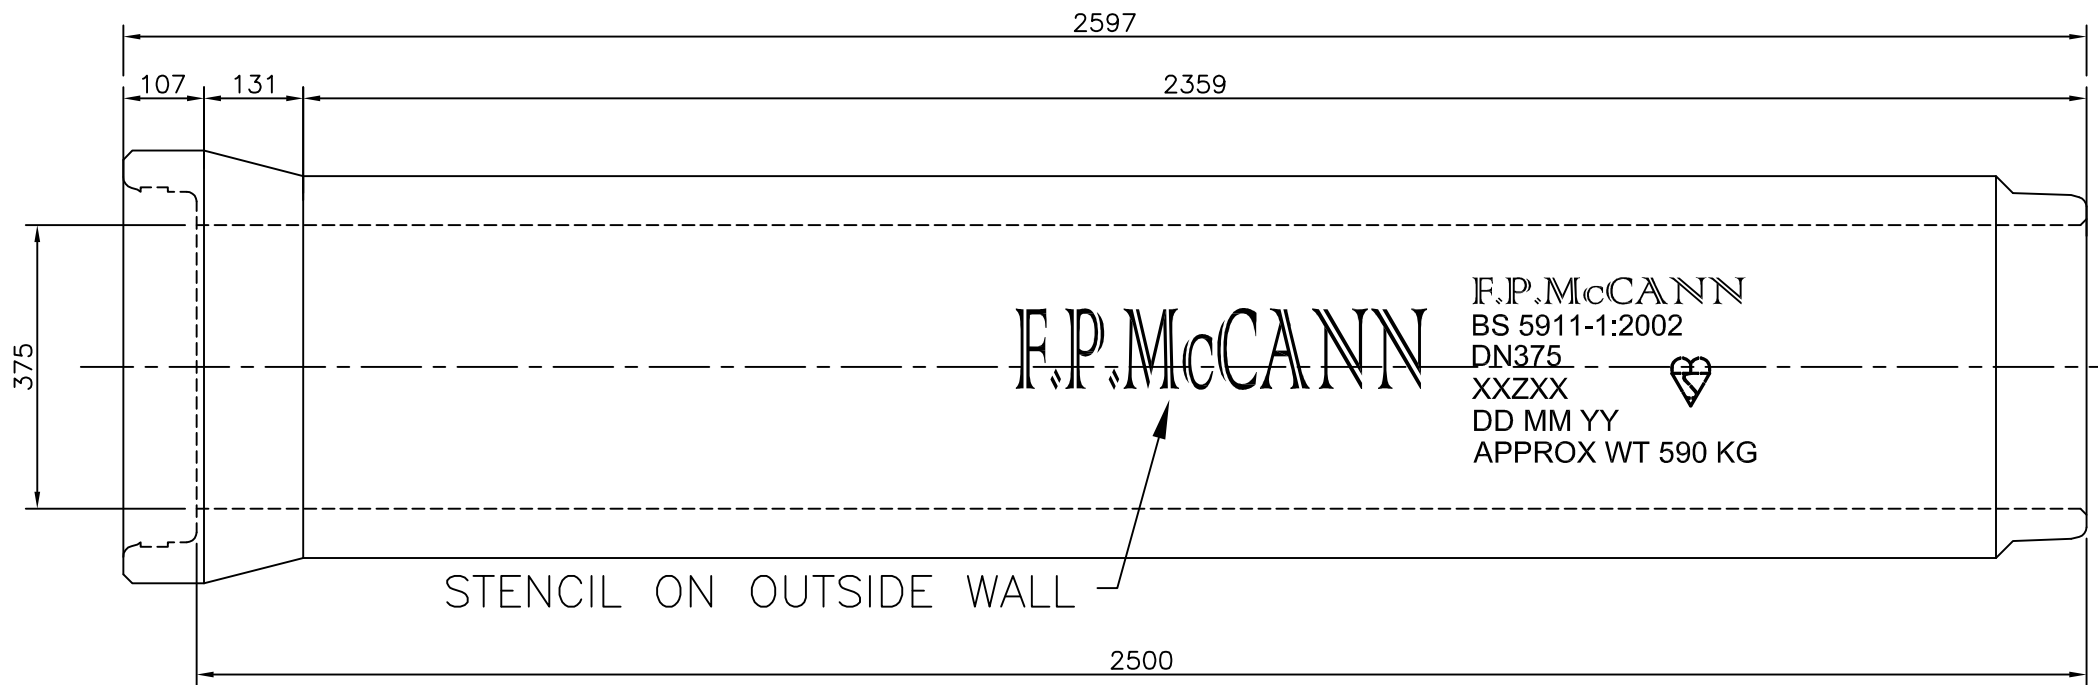 2597
107
131
2359
375
F.P.McCANN
F.P.McCANN
BS 5911-1:2002
DN375
XXZXX
DD MM YY
APPROX WT 590 KG
STENCIL ON OUTSIDE WALL
2500